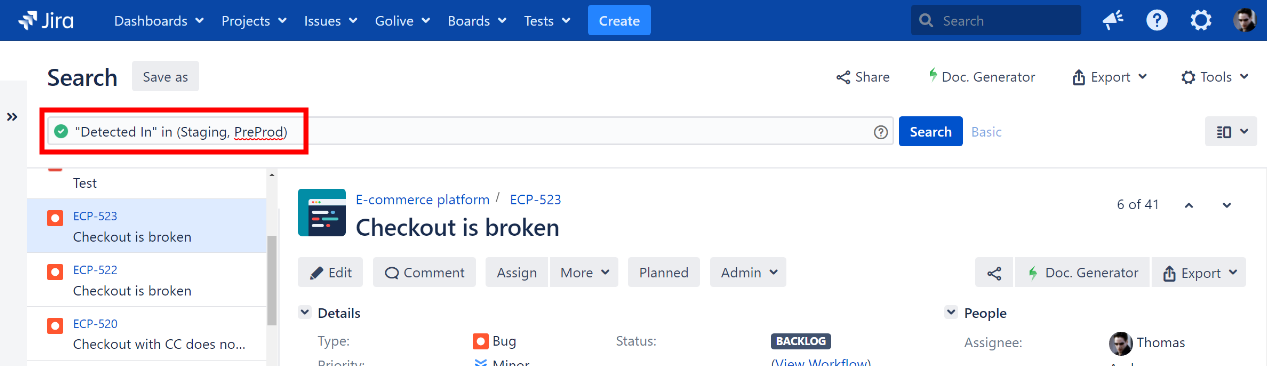 Jira Dashboards Projects Issues Golive Boards Tests Create Search
Search Save as Share Doc. Generator Export Tools
"Detected In" in (Staging, PreProd) Search Basic
Test
ECP-523
Checkout is broken
ECP-522
Checkout is broken
ECP-520
Checkout with CC does no...
E-commerce platform / ECP-523 6 of 41
Checkout is broken
Edit Comment Assign More Planned Admin Doc. Generator Export
Details
Type: Bug Status: BACKLOG
Priority: Minor (View Workflow)
People
Assignee: Thomas